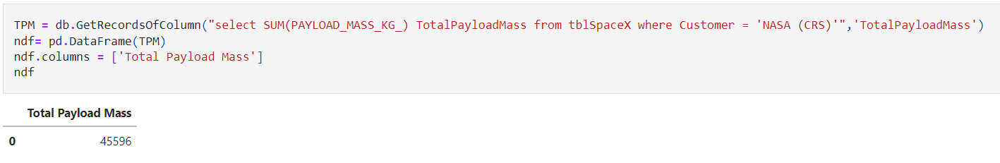 TPM = db.GetRecordsOfColumn("select SUM(PAYLOAD_MASS_KG_) TotalPayloadMass from tblSpaceX where Customer = 'NASA (CRS)'",'TotalPayloadMass')
ndf= pd.DataFrame(TPM)
ndf.columns = ['Total Payload Mass']
ndf
Total Payload Mass
0 45596